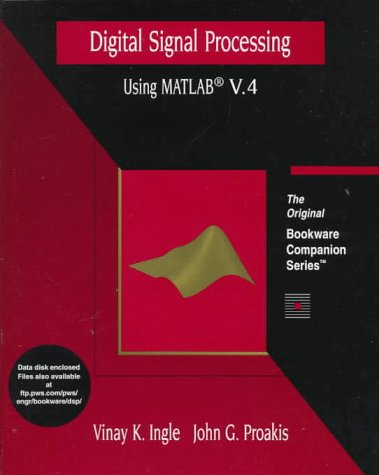 Digital Signal Processing
Using MATLAB® V.4
The
Original
Bookware
Companion
Series™
Data disk enclosed
Files also available
at
ftp.pws.com/pws/
engr/bookware/dsp/
Vinay K. Ingle John G. Proakis